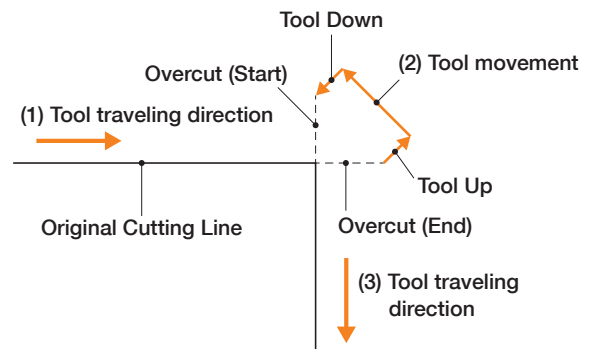 Tool Down
Overcut (Start)
(2) Tool movement
(1) Tool traveling direction
Tool Up
Original Cutting Line
Overcut (End)
(3) Tool traveling
direction